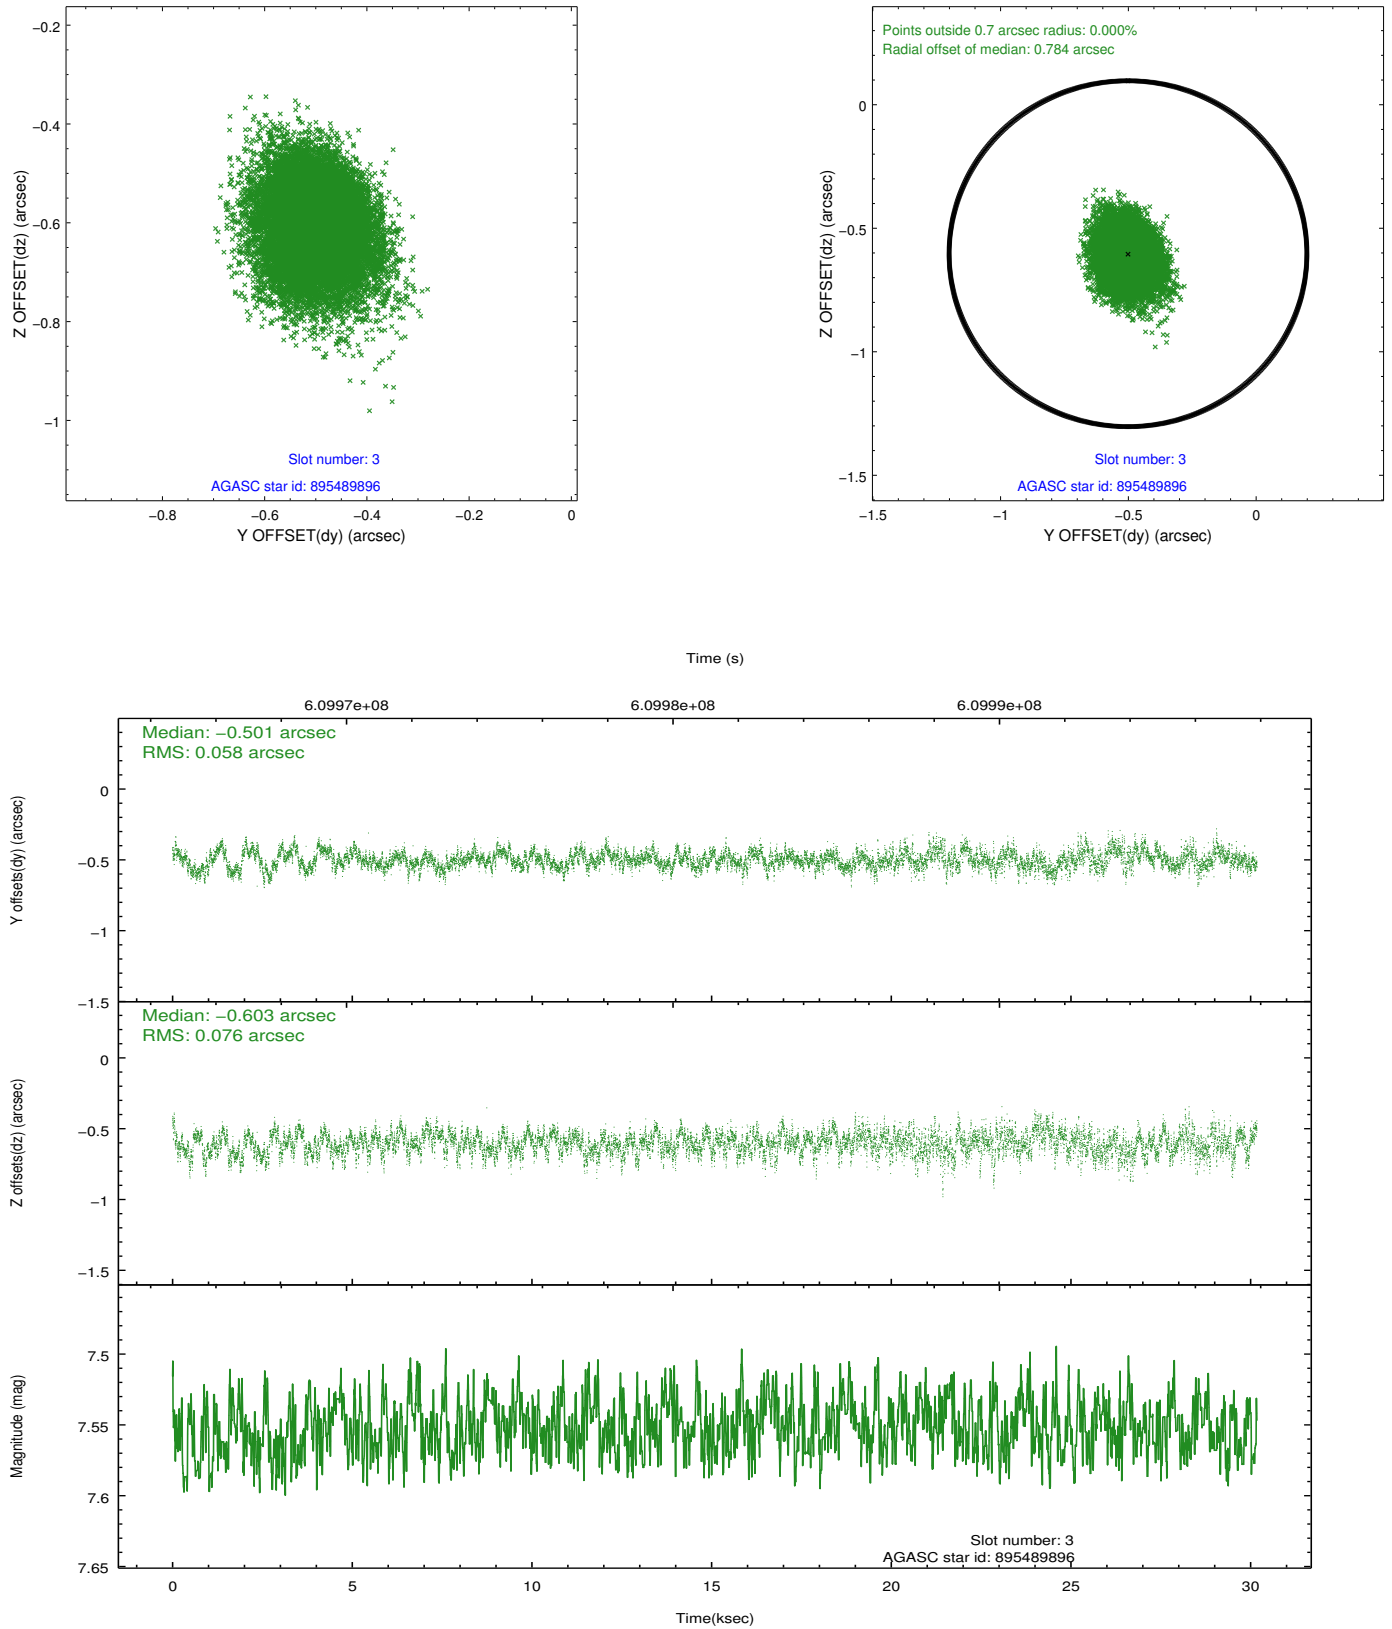 −0.2
−0.4
−0.6
−0.8
−1
Z OFFSET(dz) (arcsec)
Slot number: 3
AGASC star id: 895489896
−0.8 −0.6 −0.4 −0.2 0
Y OFFSET(dy) (arcsec)
Points outside 0.7 arcsec radius: 0.000%
Radial offset of median: 0.784 arcsec
0
−0.5
−1
−1.5
Z OFFSET(dz) (arcsec)
Slot number: 3
AGASC star id: 895489896
−1.5 −1 −0.5 0
Y OFFSET(dy) (arcsec)
Time (s)
6.0997e+08 6.0998e+08 6.0999e+08
Median: −0.501 arcsec
RMS: 0.058 arcsec
0
−0.5
−1
−1.5
Y offsets(dy) (arcsec)
Median: −0.603 arcsec
RMS: 0.076 arcsec
0
−0.5
−1
−1.5
Z offsets(dz) (arcsec)
7.5
7.55
7.6
7.65
Magnitude (mag)
Slot number: 3
AGASC star id: 895489896
0 5 10 15 20 25 30
Time(ksec)